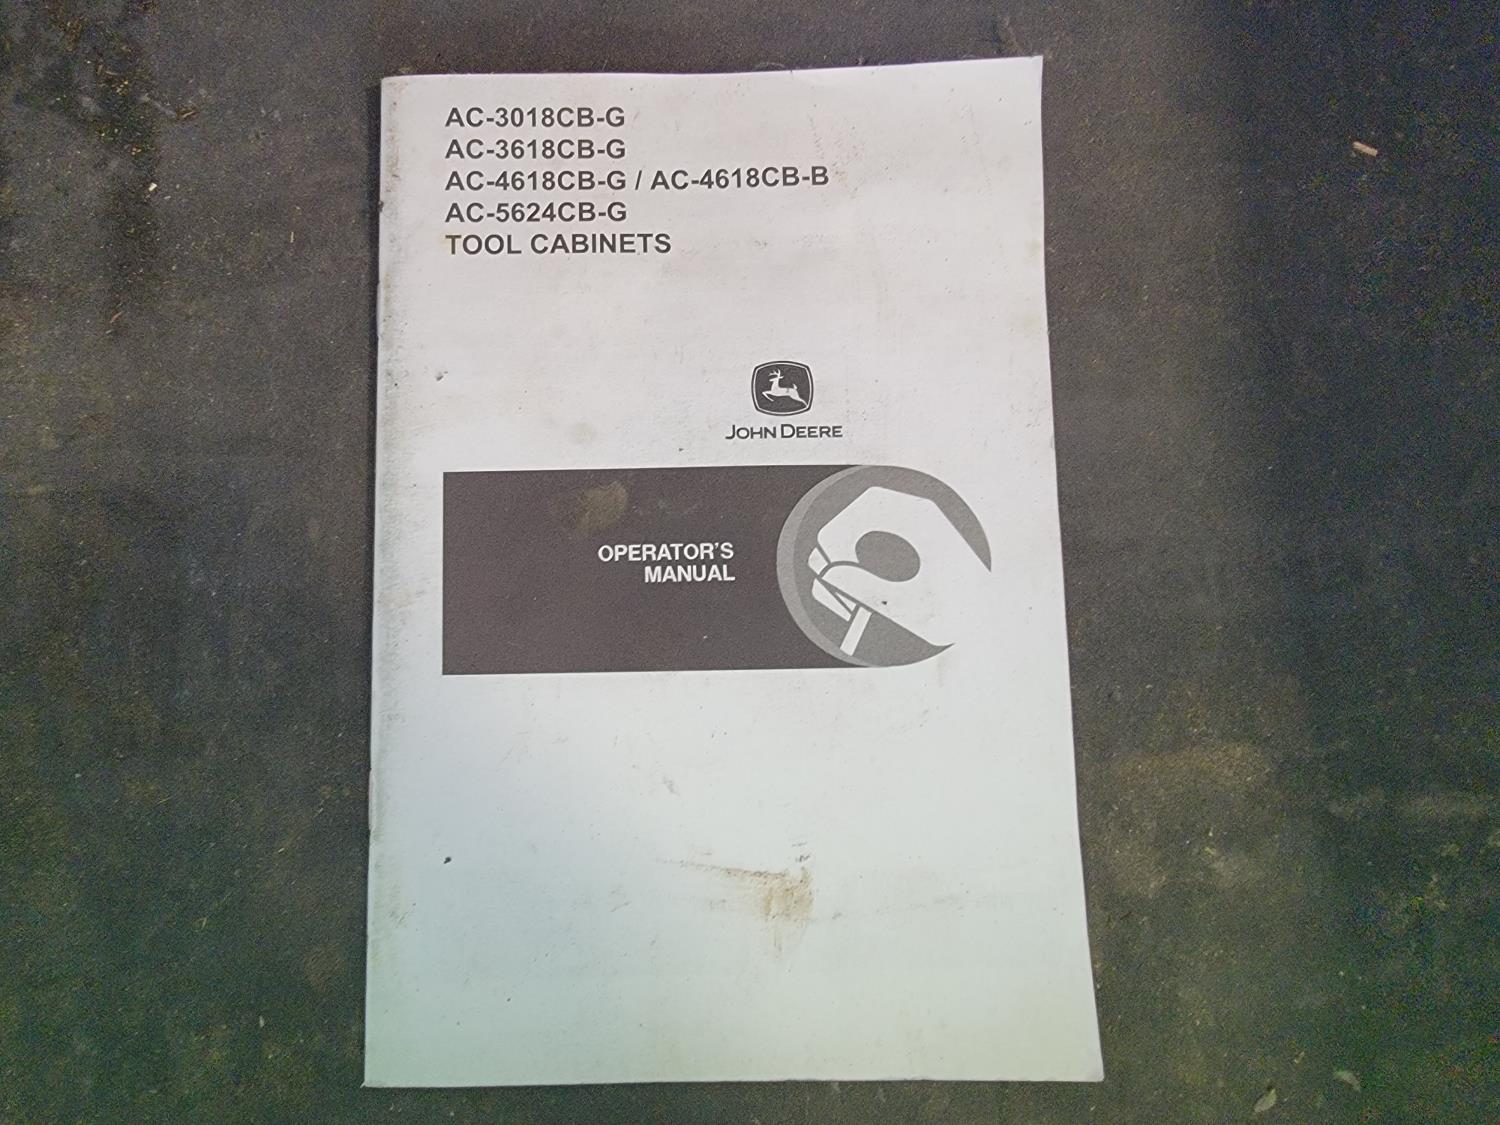 AC-3018CB-G
AC-3618CB-G
AC-4618CB-G / AC-4618CB-B
AC-5624CB-G
TOOL CABINETS
JOHN DEERE
OPERATOR'S
MANUAL